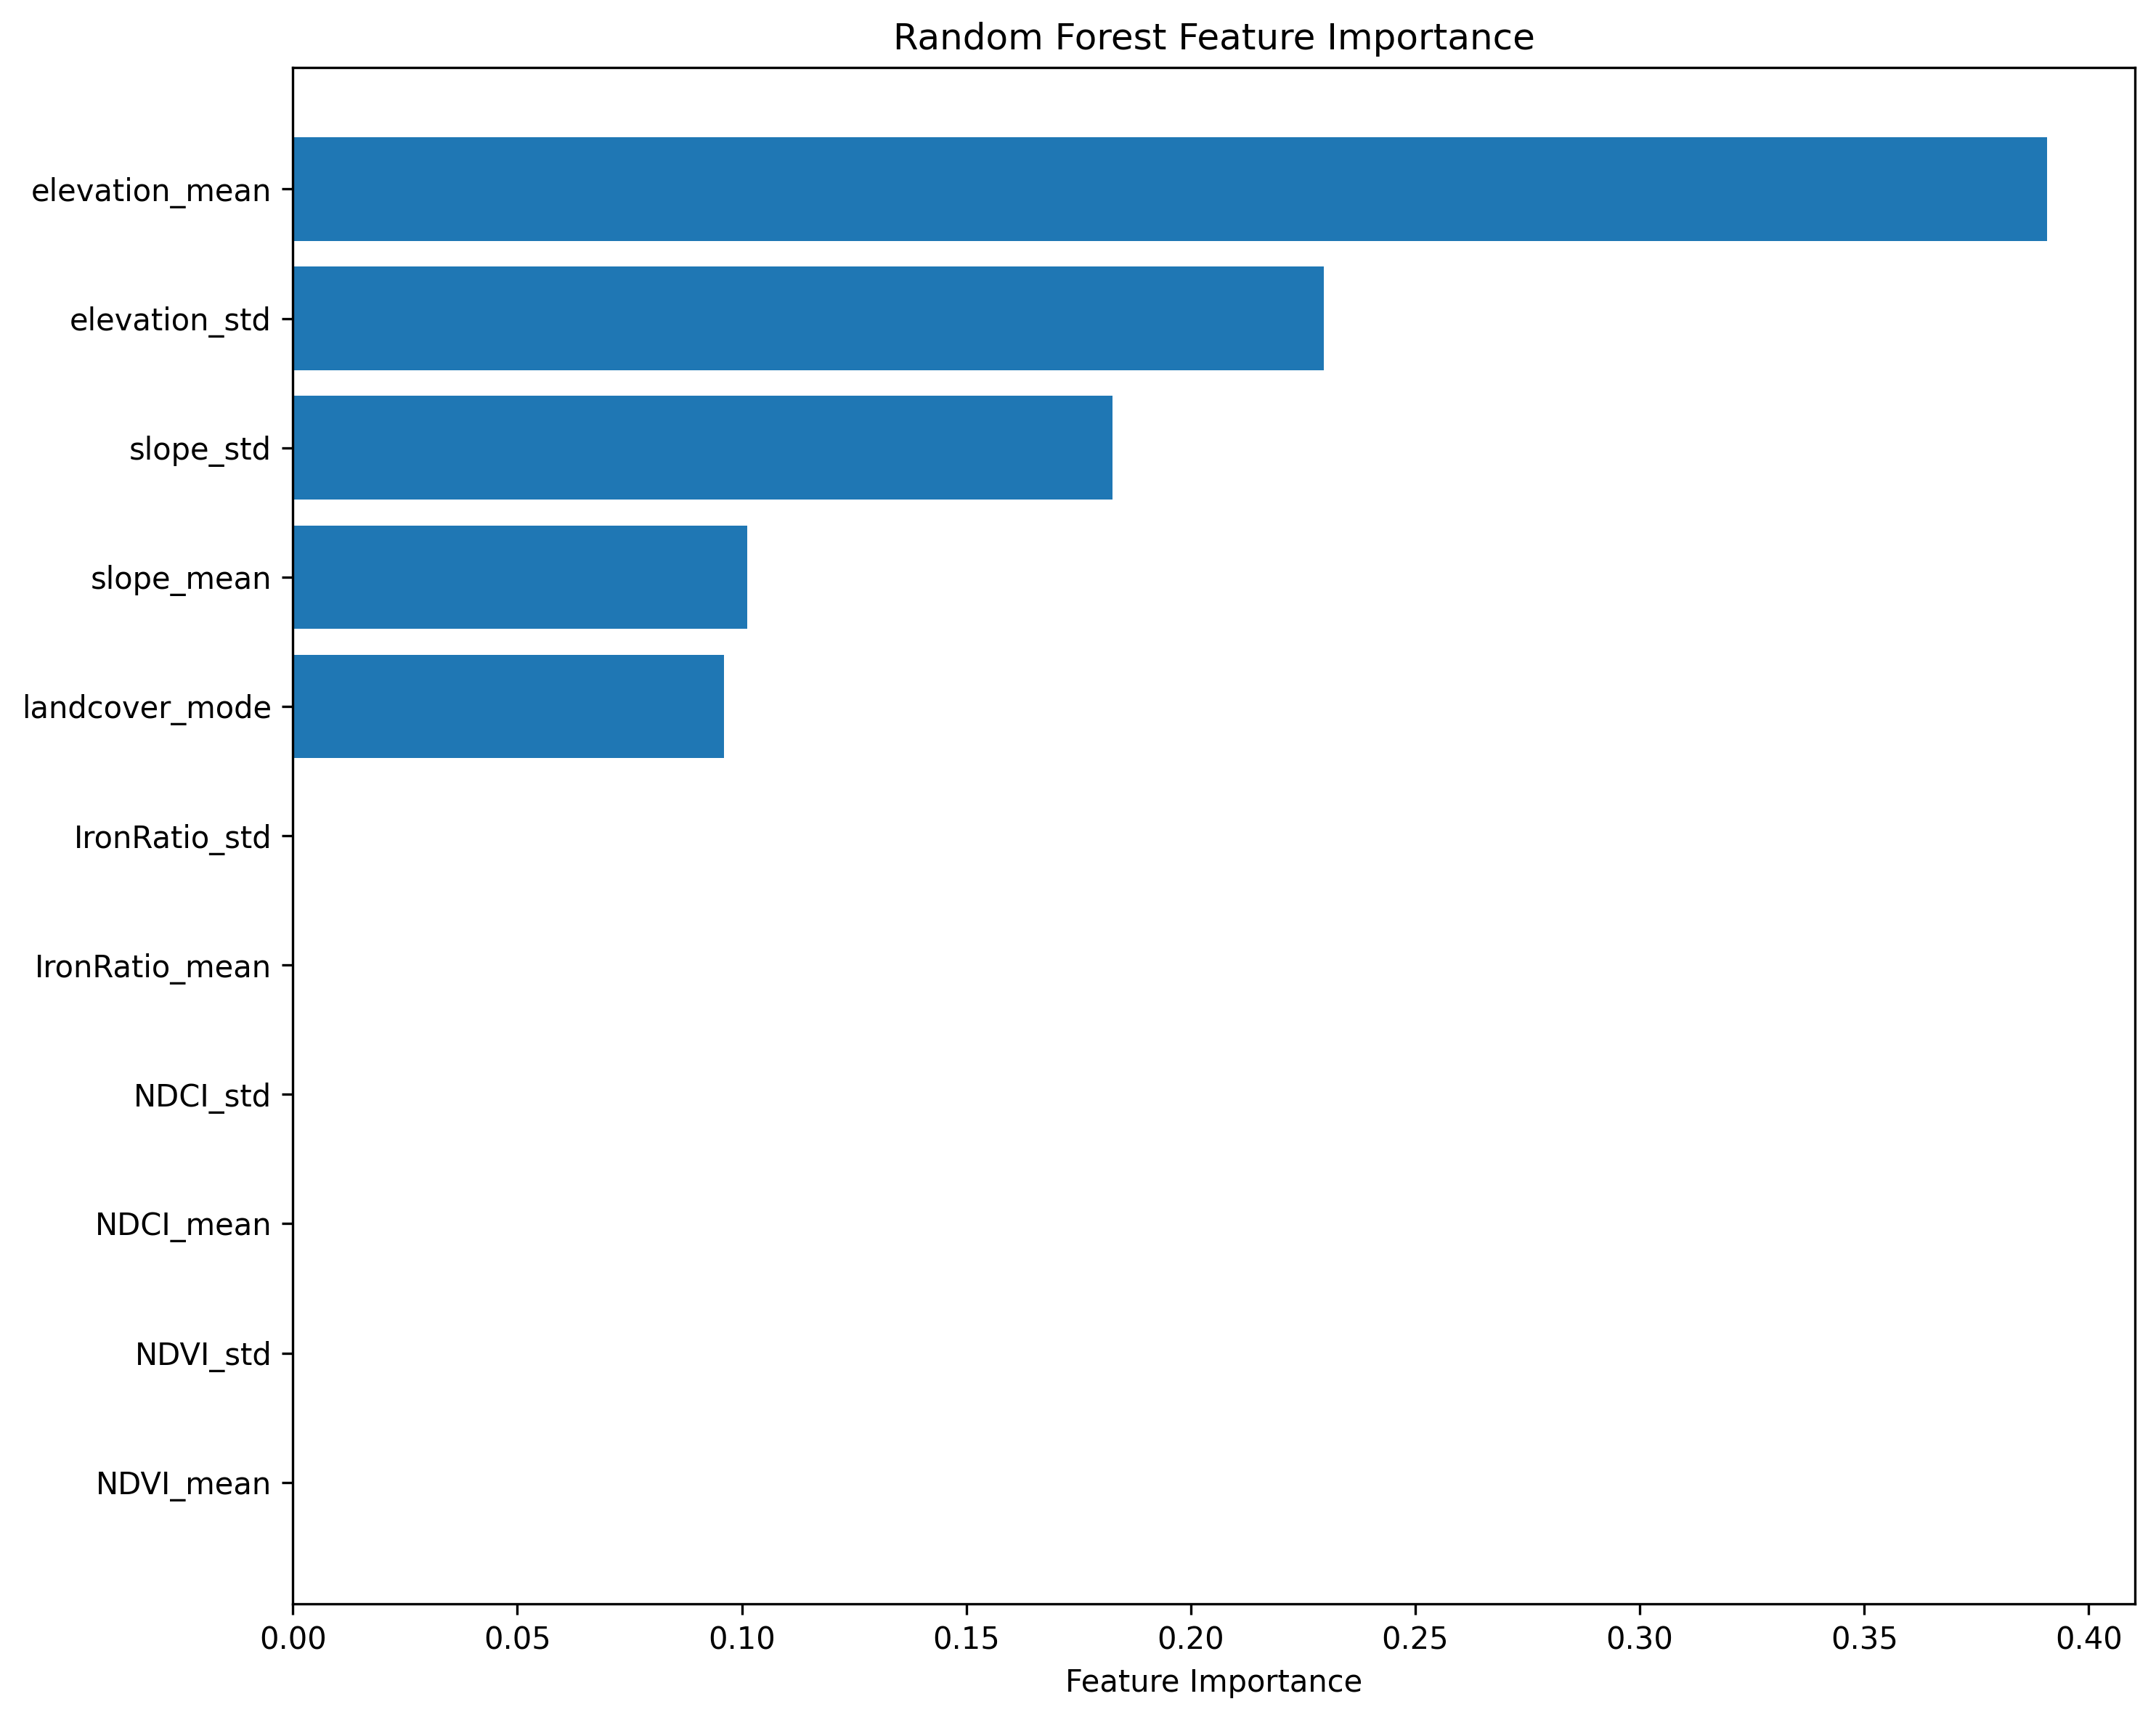 Random Forest Feature Importance
elevation_mean
elevation_std
slope_std
slope_mean
landcover_mode
IronRatio_std
IronRatio_mean
NDCI_std
NDCI_mean
NDVI_std
NDVI_mean
0.00 0.05 0.10 0.15 0.20 0.25 0.30 0.35 0.40
Feature Importance